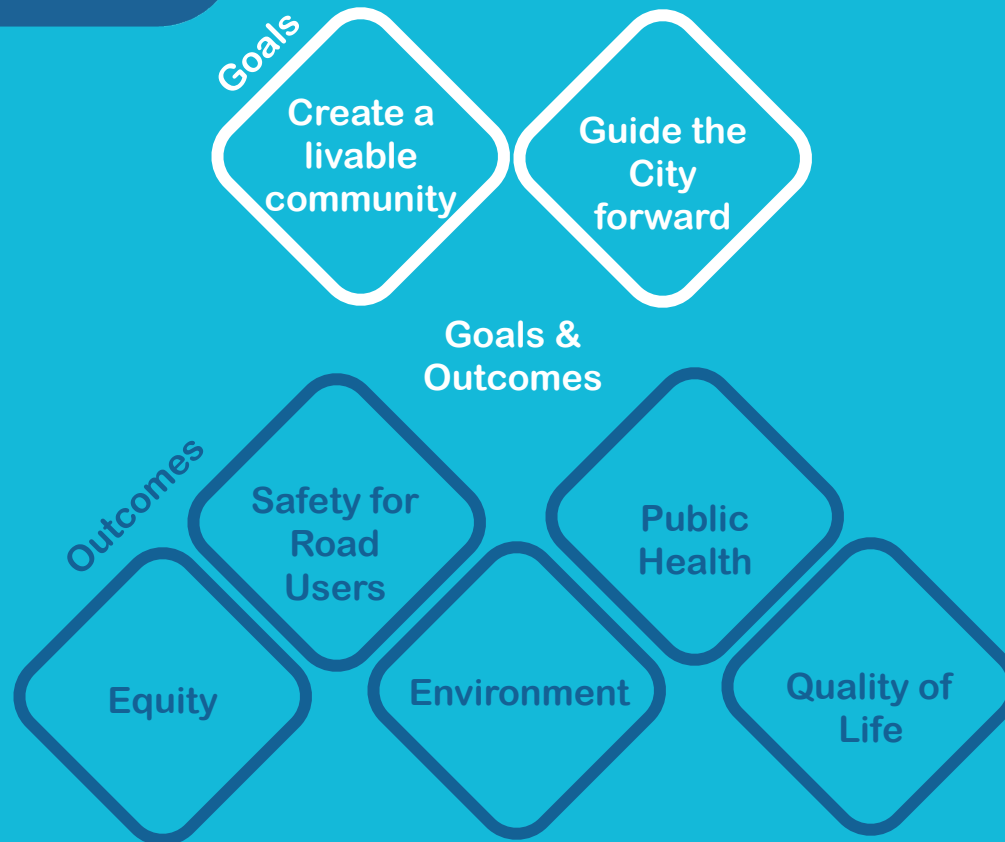 Goals
Create a
livable
community
Guide the
City
forward
Goals &
Outcomes
Outcomes
Safety for
Road
Users
Public
Health
Equity
Environment
Quality of
Life